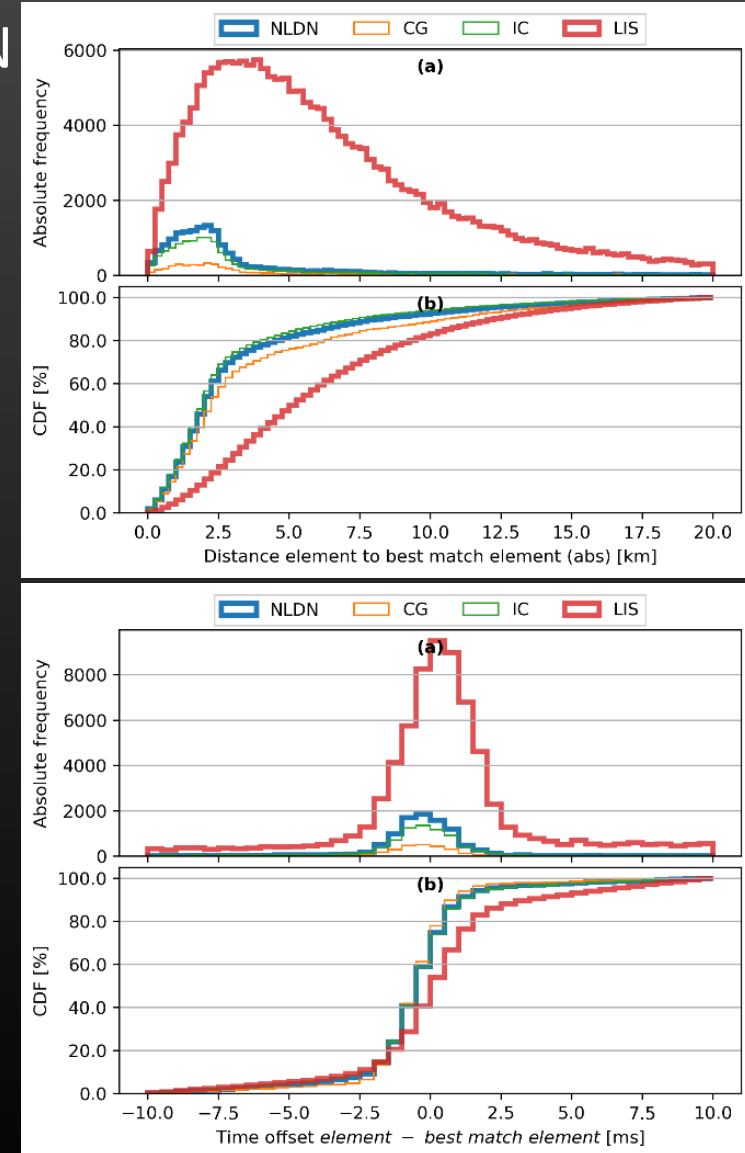 N
NLDN CG IC LIS
(a)
6000
4000
2000
0
Absolute frequency
(b)
100.0
80.0
60.0
40.0
20.0
0.0
CDF [%]
0.0 2.5 5.0 7.5 10.0 12.5 15.0 17.5 20.0
Distance element to best match element (abs) [km]
NLDN CG IC LIS
(a)
8000
6000
4000
2000
0
Absolute frequency
(b)
100.0
80.0
60.0
40.0
20.0
0.0
CDF [%]
−10.0 −7.5 −5.0 −2.5 0.0 2.5 5.0 7.5 10.0
Time offset element − best match element [ms]